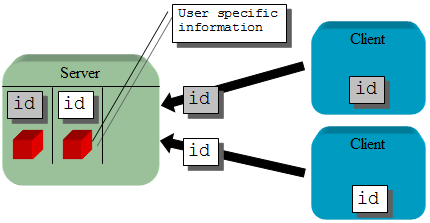 User specific
information
Client
Server
id
id
id
id
id
Client
id